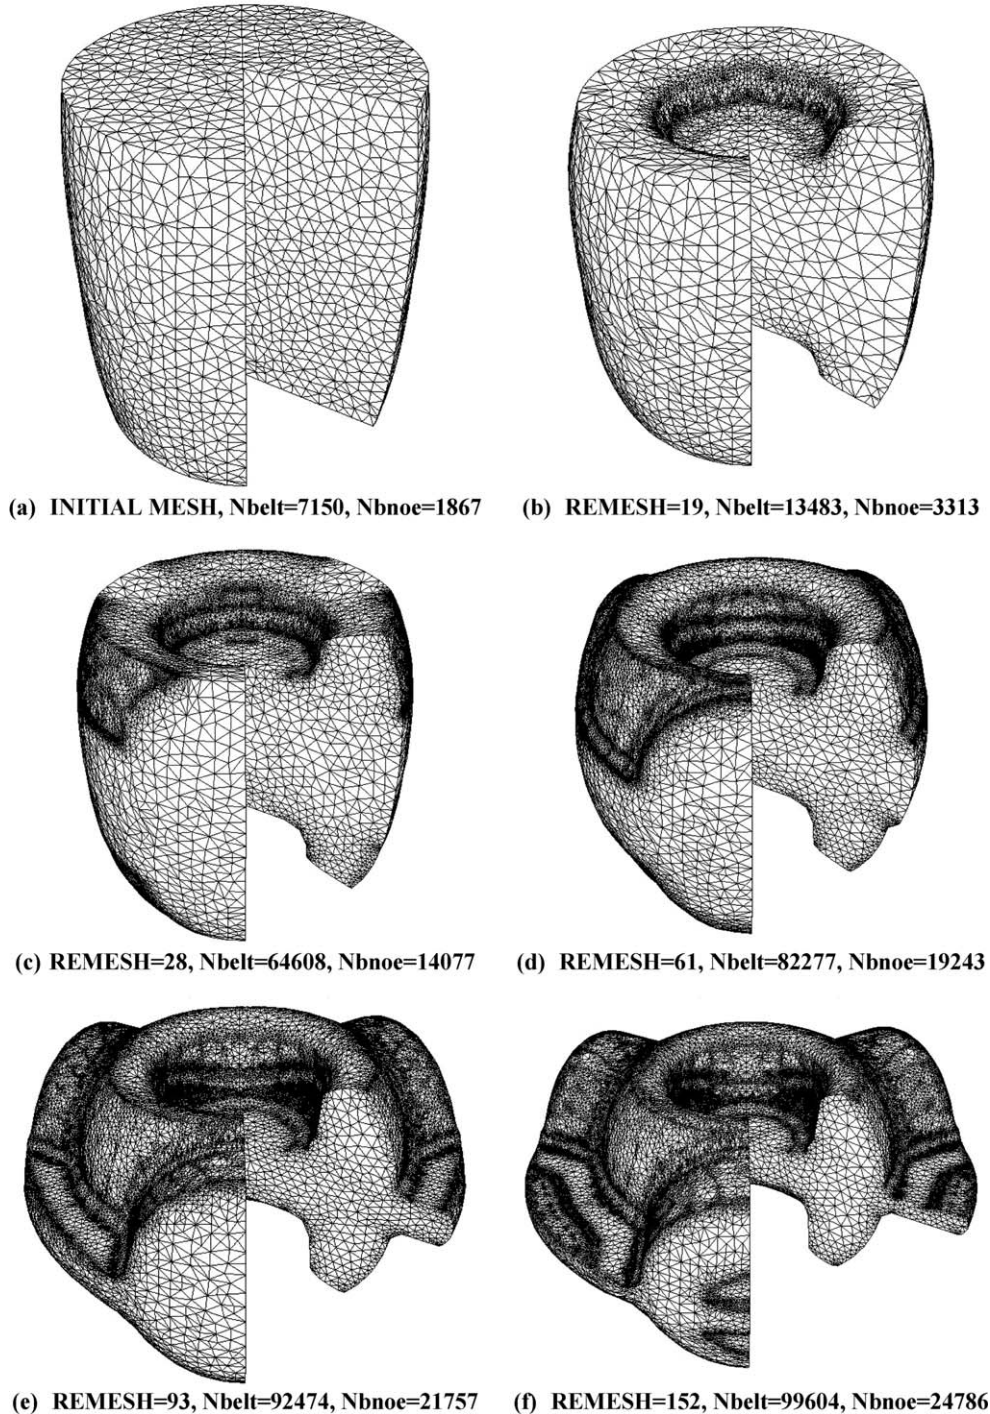 (a) INITIAL MESH, Nbelt=7150, Nbnoe=1867
(b) REMESH=19, Nbelt=13483, Nbnoe=3313
(c) REMESH=28, Nbelt=64608, Nbnoe=14077
(d) REMESH=61, Nbelt=82277, Nbnoe=19243
(e) REMESH=93, Nbelt=92474, Nbnoe=21757
(f) REMESH=152, Nbelt=99604, Nbnoe=24786